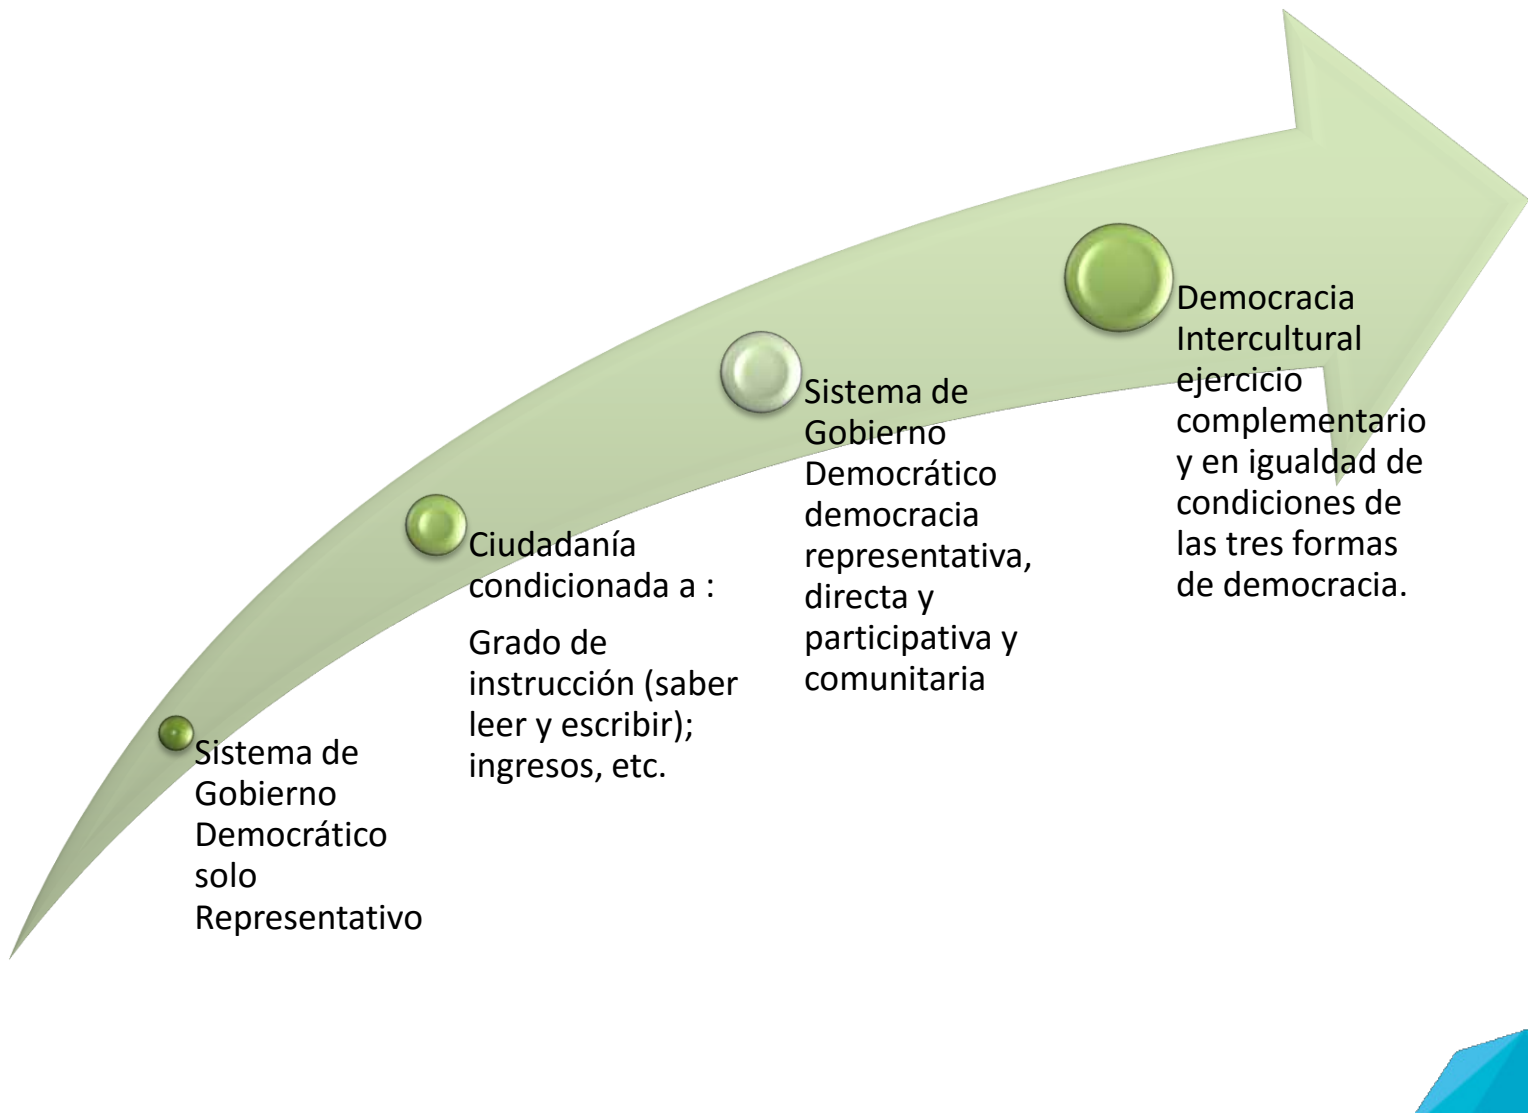 Sistema de
Gobierno
Democrático
solo
Representativo
Ciudadanía
condicionada a :
Grado de
instrucción (saber
leer y escribir);
ingresos, etc.
Sistema de
Gobierno
Democrático
democracia
representativa,
directa y
participativa y
comunitaria
Democracia
Intercultural
ejercicio
complementario
y en igualdad de
condiciones de
las tres formas
de democracia.